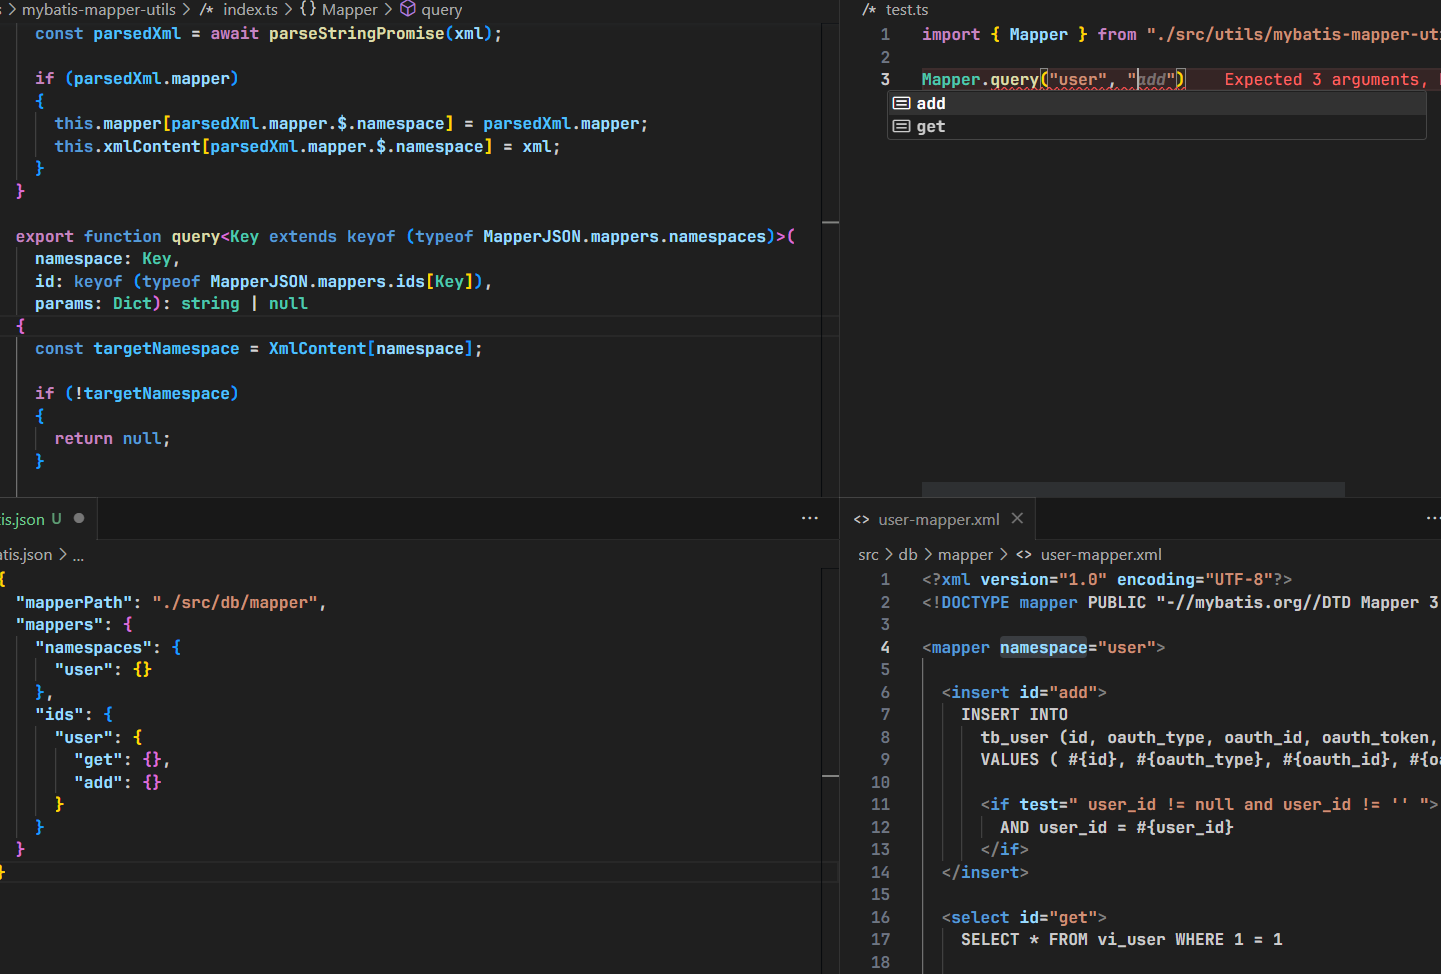 mybatis-mapper-utils > /* index.ts > {} Mapper > query
const parsedXml = await parseStringPromise(xml);
if (parsedXml.mapper)
{
this.mapper[parsedXml.mapper.$.namespace] = parsedXml.mapper;
this.xmlContent[parsedXml.mapper.$.namespace] = xml;
}
}
export function query<Key extends keyof (typeof MapperJSON.mappers.namespaces)>(
namespace: Key,
id: keyof (typeof MapperJSON.mappers.ids[Key]),
params: Dict): string | null
{
const targetNamespace = XmlContent[namespace];
if (!targetNamespace)
{
return null;
}
/* test.ts
1 import { Mapper } from "./src/utils/mybatis-mapper-uti
2
3 Mapper.query("user", "add") Expected 3 arguments,
add
get
is.json U ● ···
atis.json > ...
{
"mapperPath": "./src/db/mapper",
"mappers": {
"namespaces": {
"user": {}
},
"ids": {
"user": {
"get": {},
"add": {}
}
}
}
}
<> user-mapper.xml × ···
src > db > mapper > <> user-mapper.xml
1 <?xml version="1.0" encoding="UTF-8"?>
2 <!DOCTYPE mapper PUBLIC "-//mybatis.org//DTD Mapper 3
3
4 <mapper namespace="user">
5
6 <insert id="add">
7 INSERT INTO
8 tb_user (id, oauth_type, oauth_id, oauth_token,
9 VALUES ( #{id}, #{oauth_type}, #{oauth_id}, #{oa
10
11 <if test=" user_id != null and user_id != '' ">
12 AND user_id = #{user_id}
13 </if>
14 </insert>
15
16 <select id="get">
17 SELECT * FROM vi_user WHERE 1 = 1
18